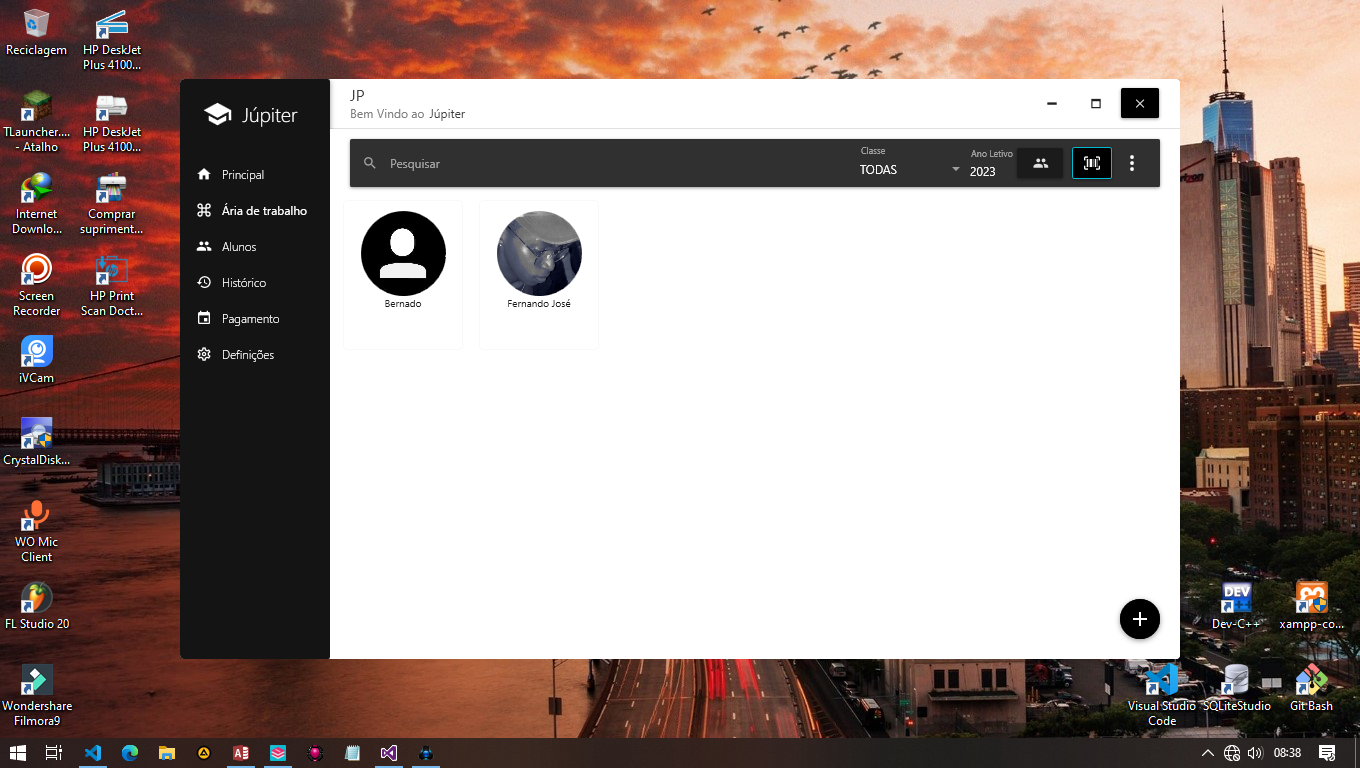 Reciclagem
HP DeskJet
Plus 4100...
TLauncher....
- Atalho
HP DeskJet
Plus 4100...
Internet
Downlo...
Comprar
supriment...
Screen
Recorder
HP Print
Scan Doct...
iVCam
CrystalDisk...
WO Mic
Client
FL Studio 20
Wondershare
Filmora9
Júpiter
Principal
Ária de trabalho
Alunos
Histórico
Pagamento
Definições
JP
Bem Vindo ao Júpiter
Pesquisar
Classe
TODAS
Ano Letivo
2023
Bernado
Fernando José
verizon
DEV
Dev-C++
xampp-co...
Visual Studio
Code
SQLiteStudio
Git Bash
08:38